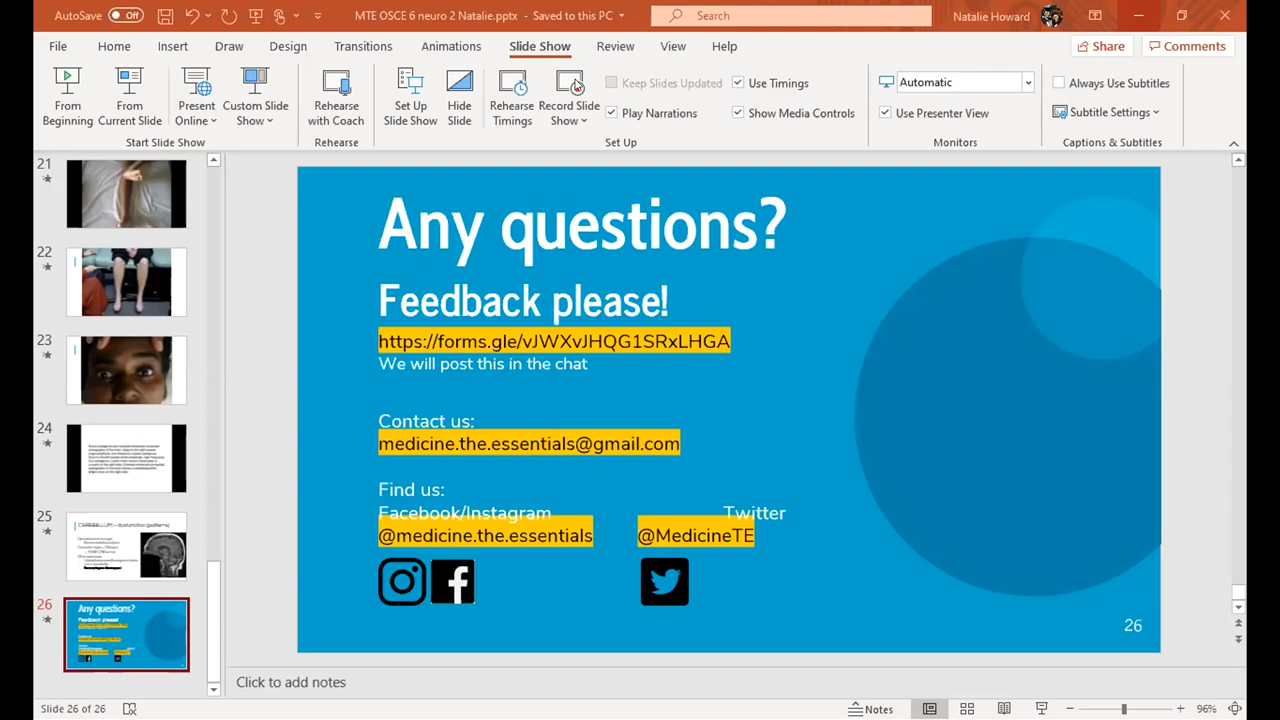 AutoSave Off
MTE OSCE 6 neuro 2 Natalie.pptx - Saved to this PC
Search
Natalie Howard
File Home Insert Draw Design Transitions Animations Slide Show Review View Help
Share Comments
From Beginning
From Current Slide
Present Online
Custom Slide Show
Start Slide Show
Rehearse with Coach
Rehearse
Set Up Slide Show
Hide Slide
Rehearse Timings
Record Slide Show
Keep Slides Updated
Play Narrations
Use Timings
Show Media Controls
Set Up
Automatic
Use Presenter View
Monitors
Always Use Subtitles
Subtitle Settings
Captions & Subtitles
21
22
23
24
25
26
Any questions?
Feedback please!
https://forms.gle/vJWXvJHQG1SRxLHGA
We will post this in the chat
Contact us:
medicine.the.essentials@gmail.com
Find us:
Facebook/Instagram Twitter
@medicine.the.essentials @MedicineTE
26
Click to add notes
Slide 26 of 26
Notes
96%